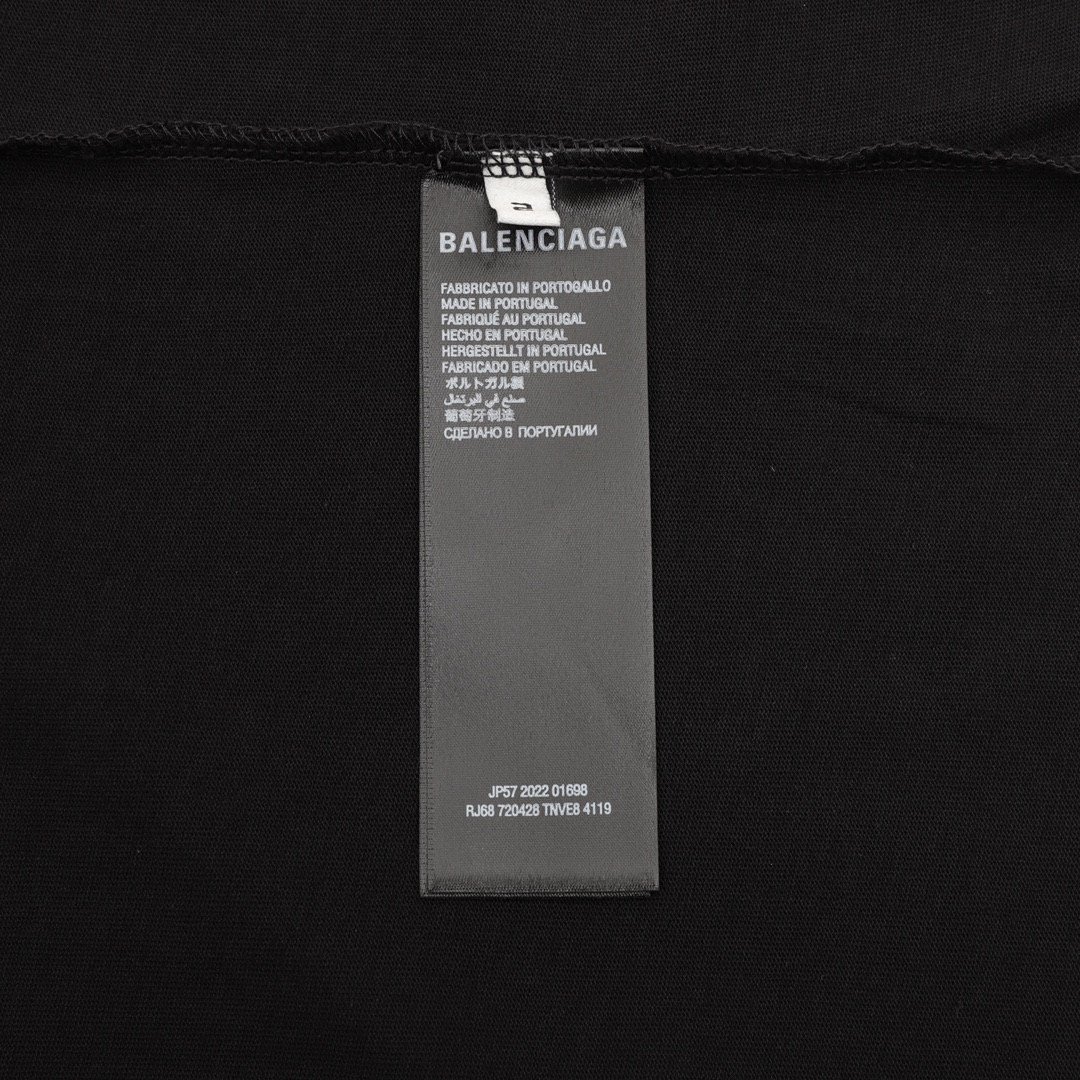 2
BALENCIAGA
FABBRICATO IN PORTOGALLO
MADE IN PORTUGAL
FABRIQUÉ AU PORTUGAL
HECHO EN PORTUGAL
HERGESTELLT IN PORTUGAL
FABRICADO EM PORTUGAL
ポルトガル製
صنع في البرتغال
葡萄牙制造
СДЕЛАНО В ПОРТУГАЛИИ
JP57 2022 01698
RJ68 720428 TNVE8 4119